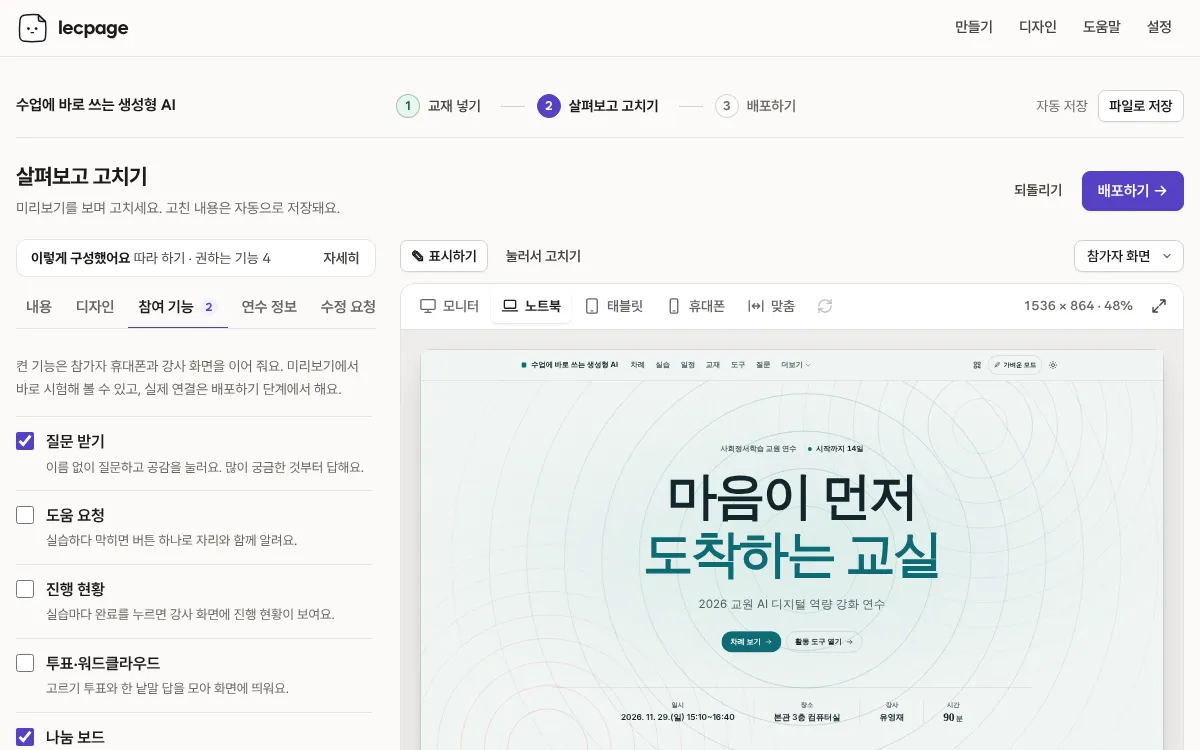 lecpage
만들기 디자인 도움말 설정
수업에 바로 쓰는 생성형 AI
1 교재 넣기 2 살펴보고 고치기 3 배포하기
자동 저장 파일로 저장
살펴보고 고치기
미리보기를 보며 고치세요. 고친 내용은 자동으로 저장돼요.
되돌리기 배포하기 →
이렇게 구성했어요 따라 하기 · 권하는 기능 4 자세히
내용 디자인 참여 기능 2 연수 정보 수정 요청
켠 기능은 참가자 휴대폰과 강사 화면을 이어 줘요. 미리보기에서
바로 시험해 볼 수 있고, 실제 연결은 배포하기 단계에서 해요.
질문 받기
이름 없이 질문하고 공감을 눌러요. 많이 궁금한 것부터 답해요.
도움 요청
실습하다 막히면 버튼 하나로 자리와 함께 알려요.
진행 현황
실습마다 완료를 누르면 강사 화면에 진행 현황이 보여요.
투표·워드클라우드
고르기 투표와 한 낱말 답을 모아 화면에 띄워요.
나눔 보드
✎ 표시하기 눌러서 고치기 참가자 화면
모니터 노트북 태블릿 휴대폰 맞춤 1536 × 864 · 48%
수업에 바로 쓰는 생성형 AI 차례 실습 일정 교재 도구 질문 더보기 가벼운 모드
사회정서학습 교원 연수 시작까지 14일
마음이 먼저
도착하는 교실
2026 교원 AI 디지털 역량 강화 연수
차례 보기 → 활동 도구 열기 →
일시 장소 강사 시간
2026. 11. 29.(일) 15:10~16:40 본관 3층 컴퓨터실 유영재 90분